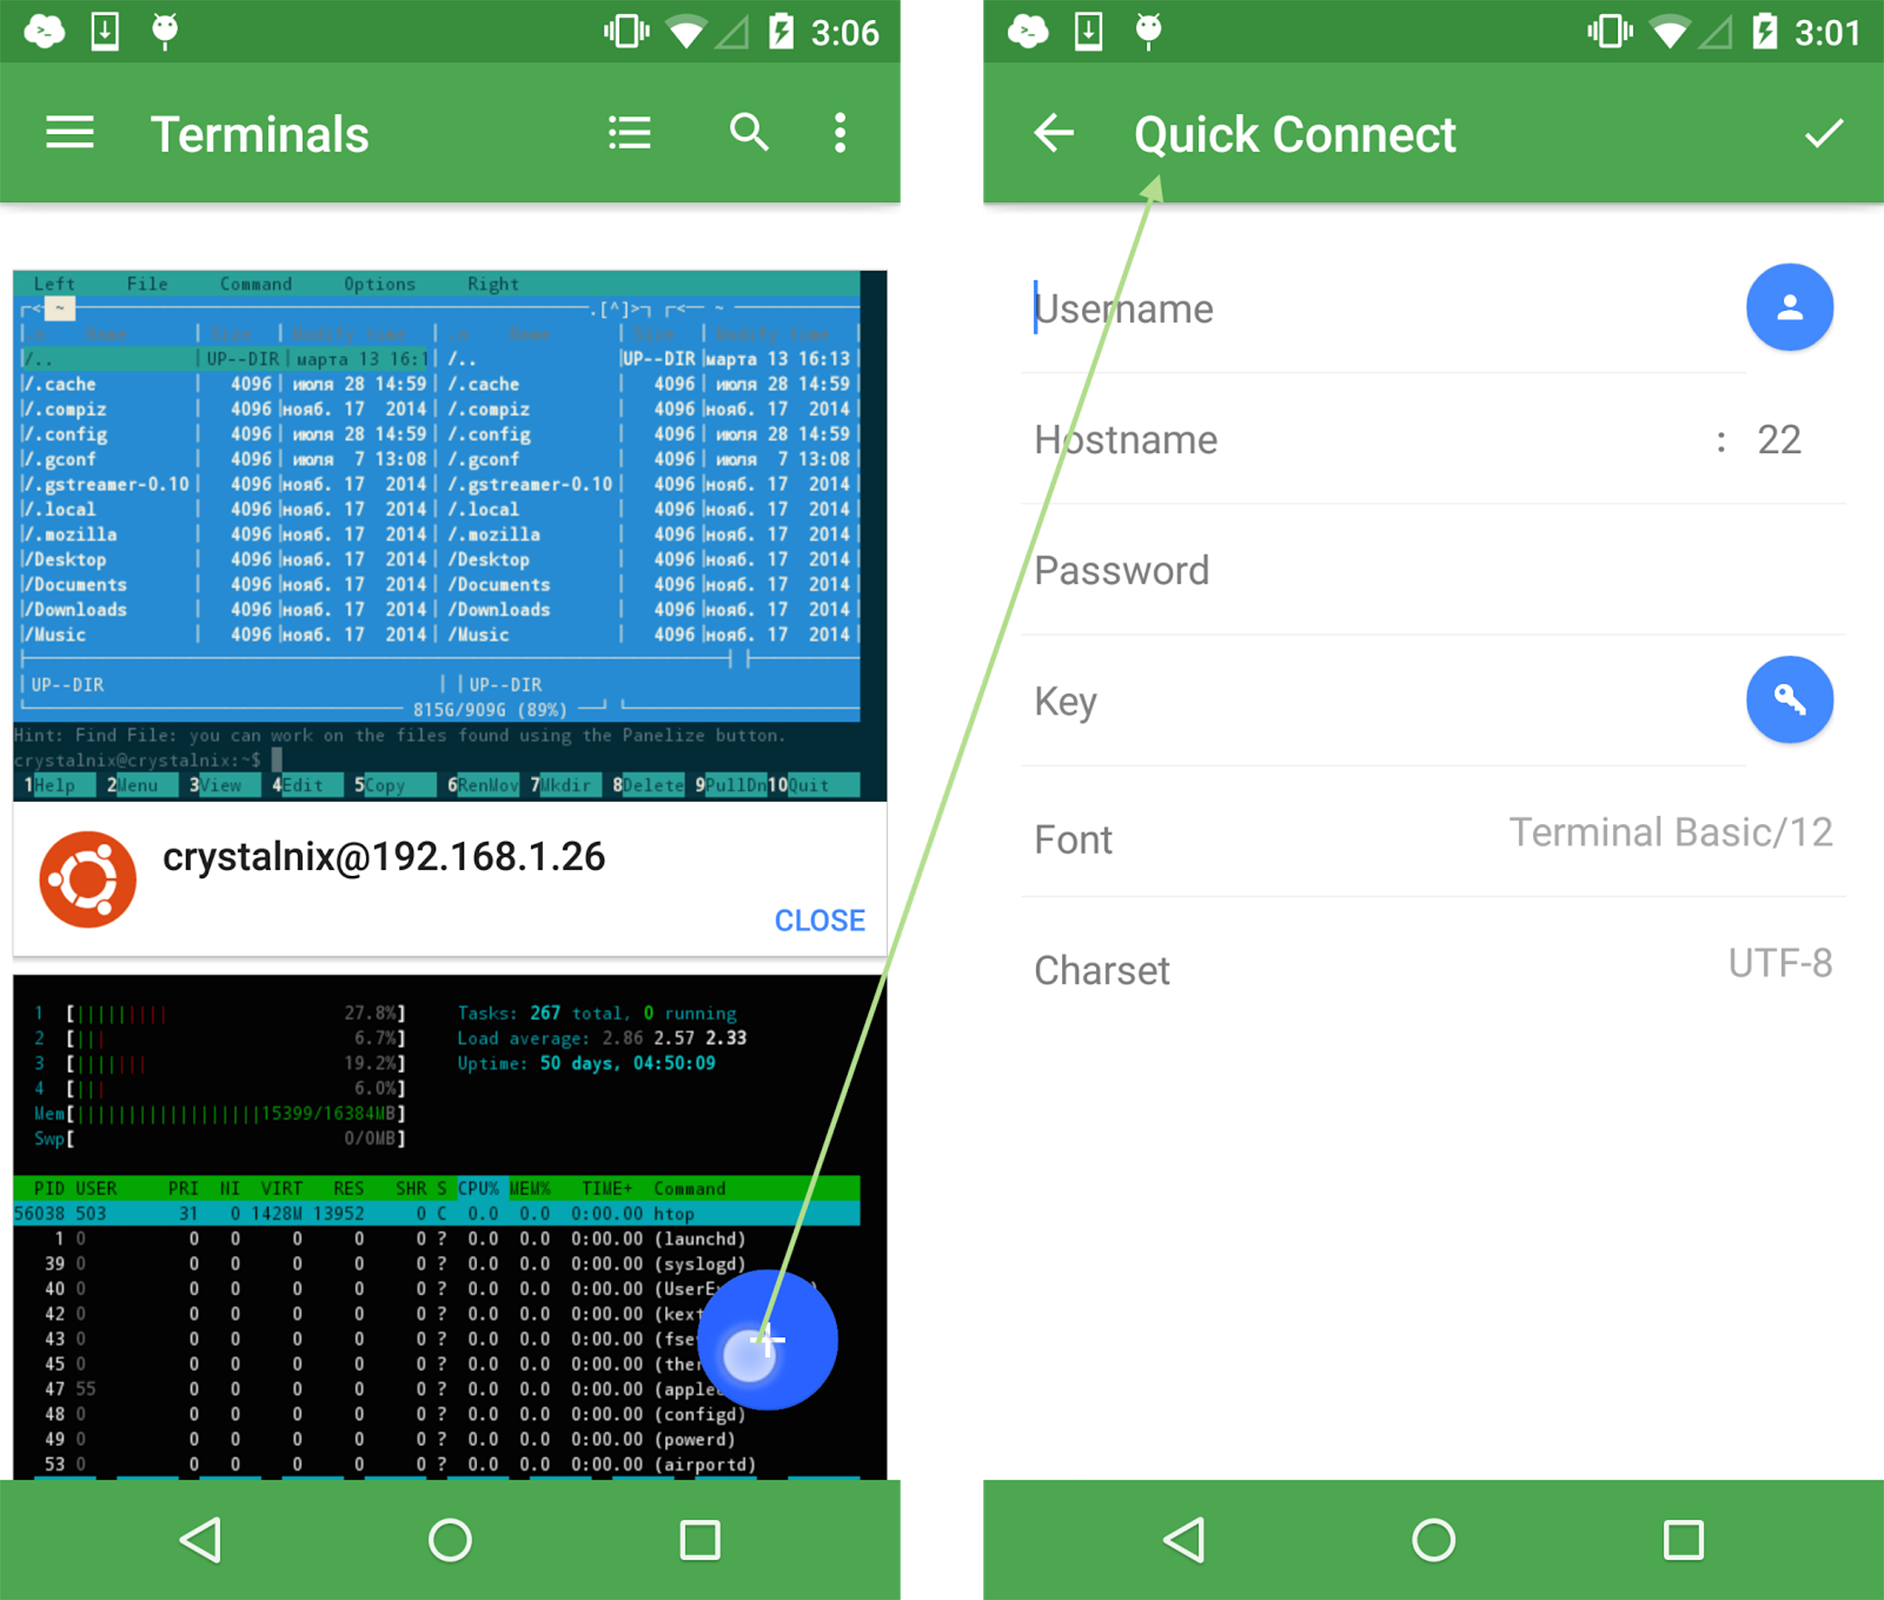 3:06
Terminals
Left File Command Options Right
~ .[^]> ~
.n Name Size Modify time .n Name Size Modify time
/.. UP--DIR марта 13 16:1 /.. UP--DIR марта 13 16:13
/.cache 4096 июля 28 14:59 /.cache 4096 июля 28 14:59
/.compiz 4096 нояб. 17 2014 /.compiz 4096 нояб. 17 2014
/.config 4096 июля 28 14:59 /.config 4096 июля 28 14:59
/.gconf 4096 июля 7 13:08 /.gconf 4096 июля 7 13:08
/.gstreamer-0.10 4096 нояб. 17 2014 /.gstreamer-0.10 4096 нояб. 17 2014
/.local 4096 нояб. 17 2014 /.local 4096 нояб. 17 2014
/.mozilla 4096 нояб. 17 2014 /.mozilla 4096 нояб. 17 2014
/Desktop 4096 нояб. 17 2014 /Desktop 4096 нояб. 17 2014
/Documents 4096 нояб. 17 2014 /Documents 4096 нояб. 17 2014
/Downloads 4096 нояб. 17 2014 /Downloads 4096 нояб. 17 2014
/Music 4096 нояб. 17 2014 /Music 4096 нояб. 17 2014
UP--DIR UP--DIR
815G/909G (89%)
Hint: Find File: you can work on the files found using the Panelize button.
crystalnix@crystalnix:~$
1Help 2Menu 3View 4Edit 5Copy 6RenMov 7Mkdir 8Delete 9PullDn 10Quit
crystalnix@192.168.1.26
CLOSE
1 [||||||||| 27.8%] Tasks: 267 total, 0 running
2 [||| 6.7%] Load average: 2.86 2.57 2.33
3 [||||||| 19.2%] Uptime: 50 days, 04:50:09
4 [||| 6.0%]
Mem[||||||||||||||||||15399/16384MB]
Swp[ 0/0MB]
PID USER PRI NI VIRT RES SHR S CPU% MEM% TIME+ Command
56038 503 31 0 1428M 13952 0 C 0.0 0.0 0:00.00 htop
1 0 0 0 0 0 0 ? 0.0 0.0 0:00.00 (launchd)
39 0 0 0 0 0 0 ? 0.0 0.0 0:00.00 (syslogd)
40 0 0 0 0 0 0 ? 0.0 0.0 0:00.00 (UserE
42 0 0 0 0 0 0 ? 0.0 0.0 0:00.00 (kext
43 0 0 0 0 0 0 ? 0.0 0.0 0:00.00 (fse
45 0 0 0 0 0 0 ? 0.0 0.0 0:00.00 (ther
47 55 0 0 0 0 0 ? 0.0 0.0 0:00.00 (apple
48 0 0 0 0 0 0 ? 0.0 0.0 0:00.00 (configd)
49 0 0 0 0 0 0 ? 0.0 0.0 0:00.00 (powerd)
53 0 0 0 0 0 0 ? 0.0 0.0 0:00.00 (airportd)
3:01
Quick Connect
Username
Hostname : 22
Password
Key
Font Terminal Basic/12
Charset UTF-8